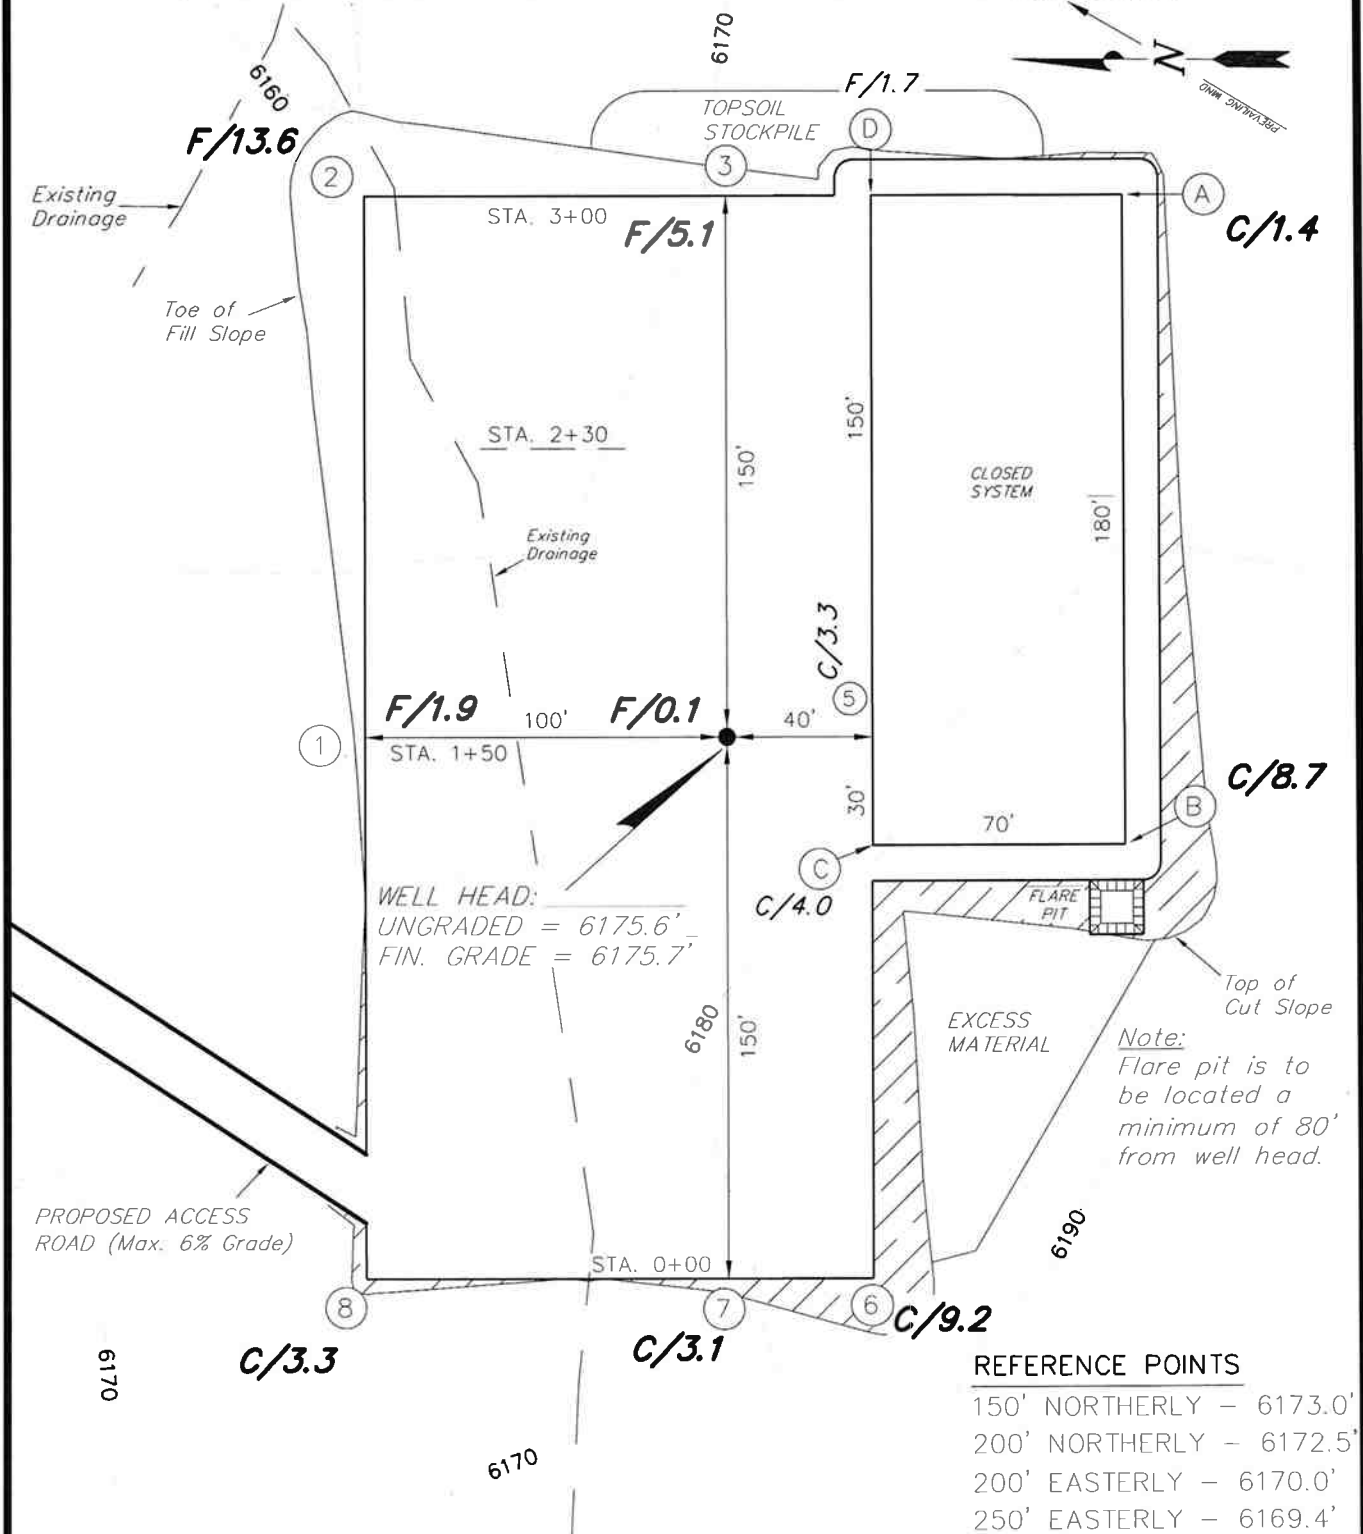 6170
N
PREVAILING WIND
6160
F/1.7
TOPSOIL
STOCKPILE
D
F/13.6
2
3
Existing
Drainage
A
STA. 3+00
F/5.1
C/1.4
Toe of
Fill Slope
STA. 2+30
150'
150'
CLOSED
SYSTEM
180'
Existing
Drainage
C/3.3
5
F/1.9
100'
F/0.1
40'
1
STA. 1+50
C/8.7
B
30'
70'
C
C/4.0
WELL HEAD:
UNGRADED = 6175.6'
FIN. GRADE = 6175.7'
FLARE
PIT
Top of
Cut Slope
6180
150'
EXCESS
MATERIAL
Note:
Flare pit is to
be located a
minimum of 80'
from well head.
PROPOSED ACCESS
ROAD (Max. 6% Grade)
6190
STA. 0+00
8
7
6
C/9.2
C/3.3
C/3.1
6170
6170
REFERENCE POINTS
150' NORTHERLY – 6173.0'
200' NORTHERLY – 6172.5'
200' EASTERLY – 6170.0'
250' EASTERLY – 6169.4'